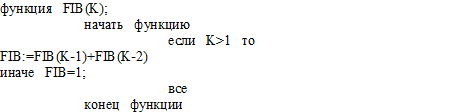 функция FIB(K);
начать функцию
если K>1 то
FIB:=FIB(K-1)+FIB(K-2)
иначе FIB=1;
все
конец функции